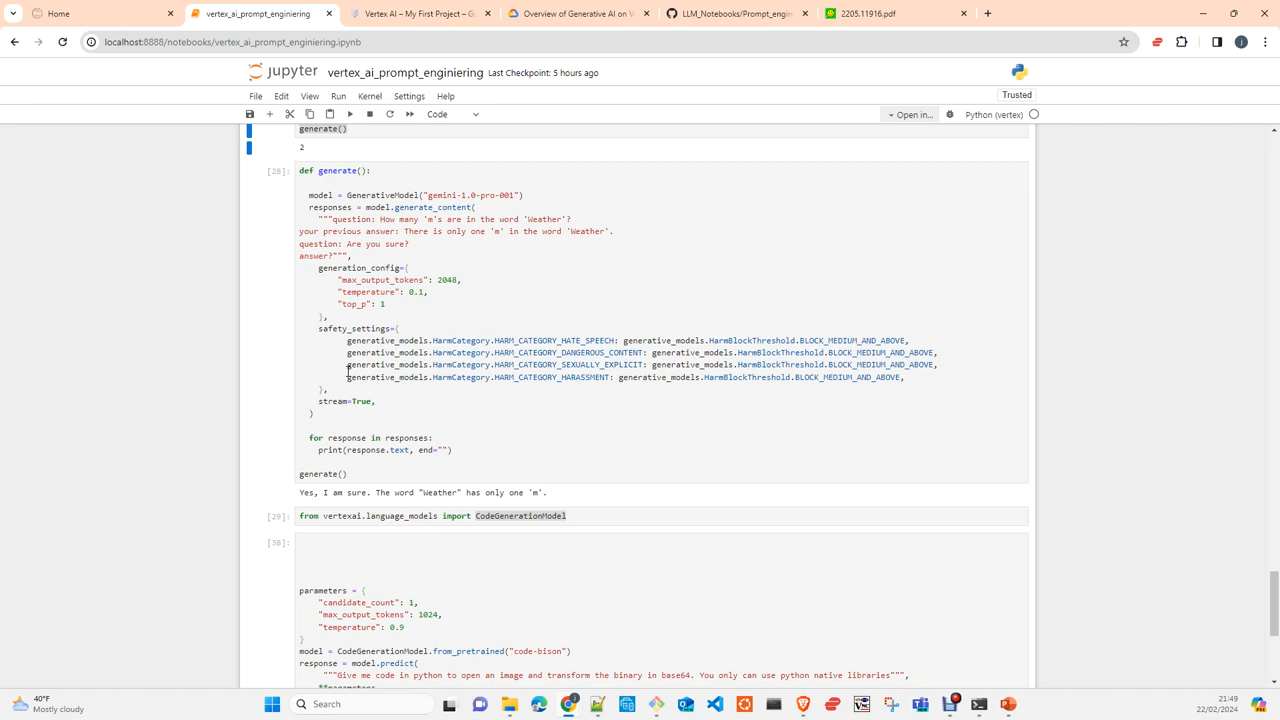 Home
vertex_ai_prompt_enginiering
Vertex AI – My First Project – G
Overview of Generative AI on V
LLM_Notebooks/Prompt_engin
2205.11916.pdf
localhost:8888/notebooks/vertex_ai_prompt_enginiering.ipynb
jupyter vertex_ai_prompt_enginiering Last Checkpoint: 5 hours ago
File Edit View Run Kernel Settings Help
Trusted
Code
Open in...
Python (vertex)
generate()
2
[28]:
def generate():
model = GenerativeModel("gemini-1.0-pro-001")
responses = model.generate_content(
"""question: How many 'm's are in the word 'Weather'?
your previous answer: There is only one 'm' in the word 'Weather'.
question: Are you sure?
answer?""",
generation_config={
"max_output_tokens": 2048,
"temperature": 0.1,
"top_p": 1
},
safety_settings={
generative_models.HarmCategory.HARM_CATEGORY_HATE_SPEECH: generative_models.HarmBlockThreshold.BLOCK_MEDIUM_AND_ABOVE,
generative_models.HarmCategory.HARM_CATEGORY_DANGEROUS_CONTENT: generative_models.HarmBlockThreshold.BLOCK_MEDIUM_AND_ABOVE,
generative_models.HarmCategory.HARM_CATEGORY_SEXUALLY_EXPLICIT: generative_models.HarmBlockThreshold.BLOCK_MEDIUM_AND_ABOVE,
generative_models.HarmCategory.HARM_CATEGORY_HARASSMENT: generative_models.HarmBlockThreshold.BLOCK_MEDIUM_AND_ABOVE,
},
stream=True,
)
for response in responses:
print(response.text, end="")
generate()
Yes, I am sure. The word "Weather" has only one 'm'.
[29]:
from vertexai.language_models import CodeGenerationModel
[38]:
parameters = {
"candidate_count": 1,
"max_output_tokens": 1024,
"temperature": 0.9
}
model = CodeGenerationModel.from_pretrained("code-bison")
response = model.predict(
"""Give me code in python to open an image and transform the binary in base64. You only can use python native libraries""",
**parameters
40°F
Mostly cloudy
Search
21:49
22/02/2024